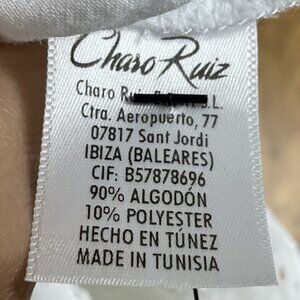 Charo Ruiz
Charo S.L.
Ctra. Aeropuerto, 77
07817 Sant Jordi
IBIZA (BALEARES)
CIF: B57878696
90% ALGODÓN
10% POLYESTER
HECHO EN TÚNEZ
MADE IN TUNISIA